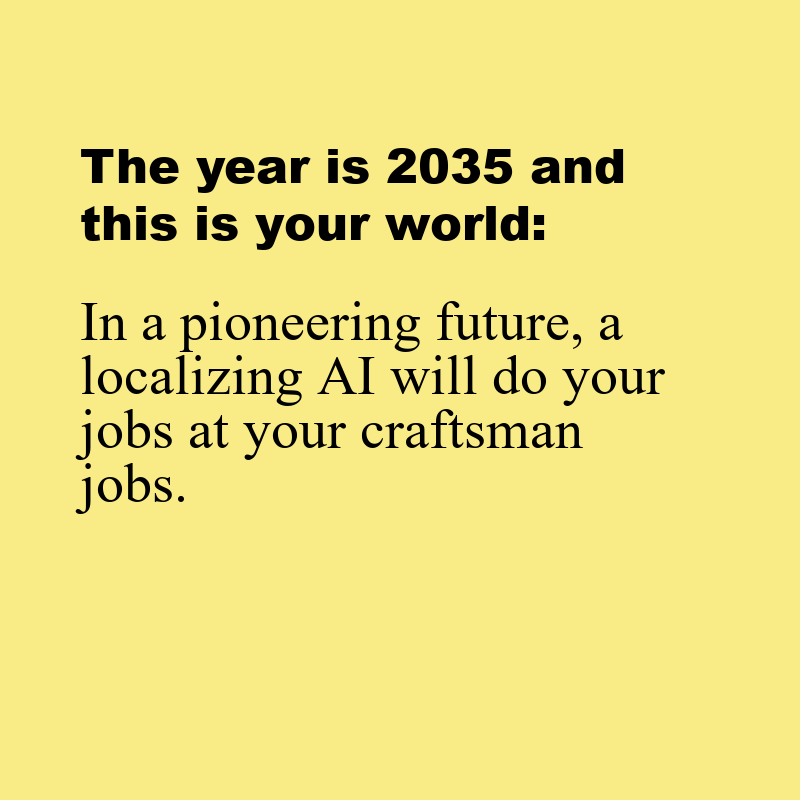 The year is 2035 and
this is your world:
In a pioneering future, a
localizing AI will do your
jobs at your craftsman
jobs.